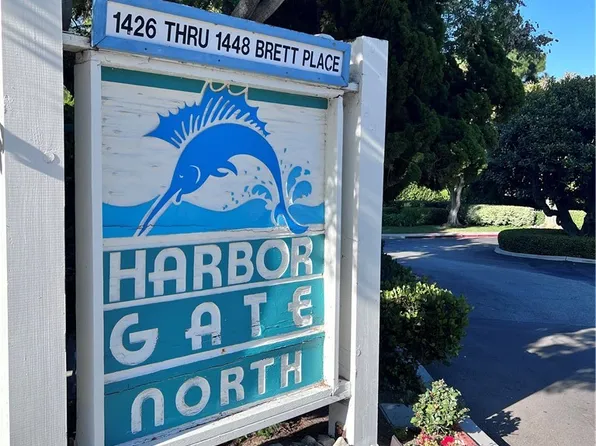 1426 THRU 1448 BRETT PLACE
HARBOR
GATE
NORTH